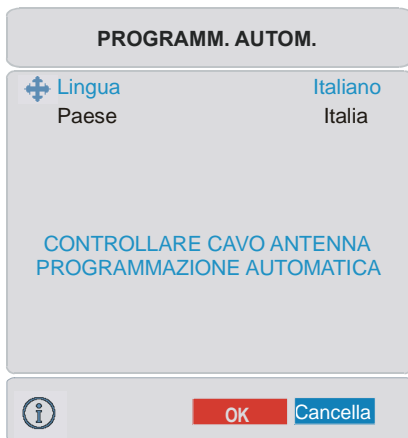 PROGRAMM. AUTOM.
Lingua Italiano
Paese Italia
CONTROLLARE CAVO ANTENNA
PROGRAMMAZIONE AUTOMATICA
OK Cancella